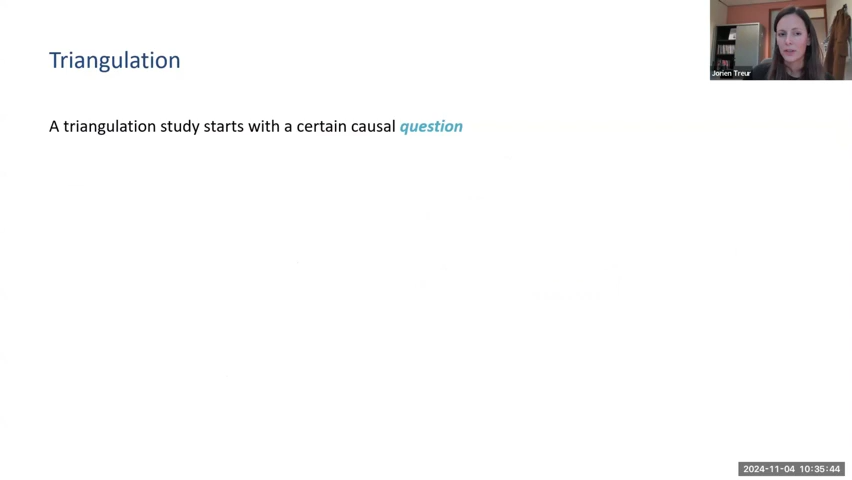 Triangulation
Jorien Treur
A triangulation study starts with a certain causal question
2024-11-04 10:35:44